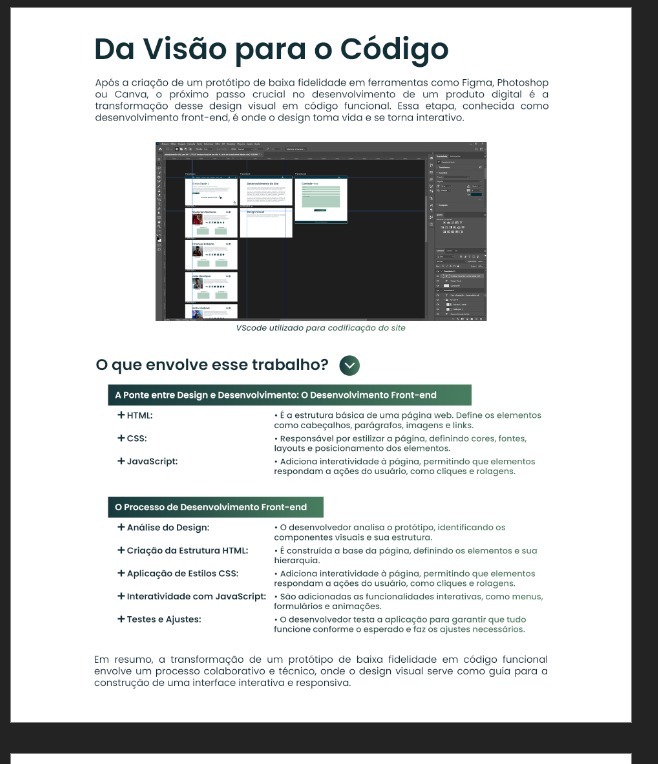 Da Visão para o Código
Após a criação de um protótipo de baixa fidelidade em ferramentas como Figma, Photoshop
ou Canva, o próximo passo crucial no desenvolvimento de um produto digital é a
transformação desse design visual em código funcional. Essa etapa, conhecida como
desenvolvimento front-end, é onde o design toma vida e se torna interativo.
VScode utilizado para codificação do site
O que envolve esse trabalho?
A Ponte entre Design e Desenvolvimento: O Desenvolvimento Front-end
+ HTML:
• É a estrutura básica de uma página web. Define os elementos
como cabeçalhos, parágrafos, imagens e links.
+ CSS:
• Responsável por estilizar a página, definindo cores, fontes,
layouts e posicionamento dos elementos.
+ JavaScript:
• Adiciona interatividade à página, permitindo que elementos
respondam a ações do usuário, como cliques e rolagens.
O Processo de Desenvolvimento Front-end
+ Análise do Design:
• O desenvolvedor analisa o protótipo, identificando os
componentes visuais e sua estrutura.
+ Criação da Estrutura HTML:
• É construída a base da página, definindo os elementos e sua
hierarquia.
+ Aplicação de Estilos CSS:
• Adiciona interatividade à página, permitindo que elementos
respondam a ações do usuário, como cliques e rolagens.
+ Interatividade com JavaScript:
• São adicionadas as funcionalidades interativas, como menus,
formulários e animações.
+ Testes e Ajustes:
• O desenvolvedor testa a aplicação para garantir que tudo
funcione conforme o esperado e faz os ajustes necessários.
Em resumo, a transformação de um protótipo de baixa fidelidade em código funcional
envolve um processo colaborativo e técnico, onde o design visual serve como guia para a
construção de uma interface interativa e responsiva.